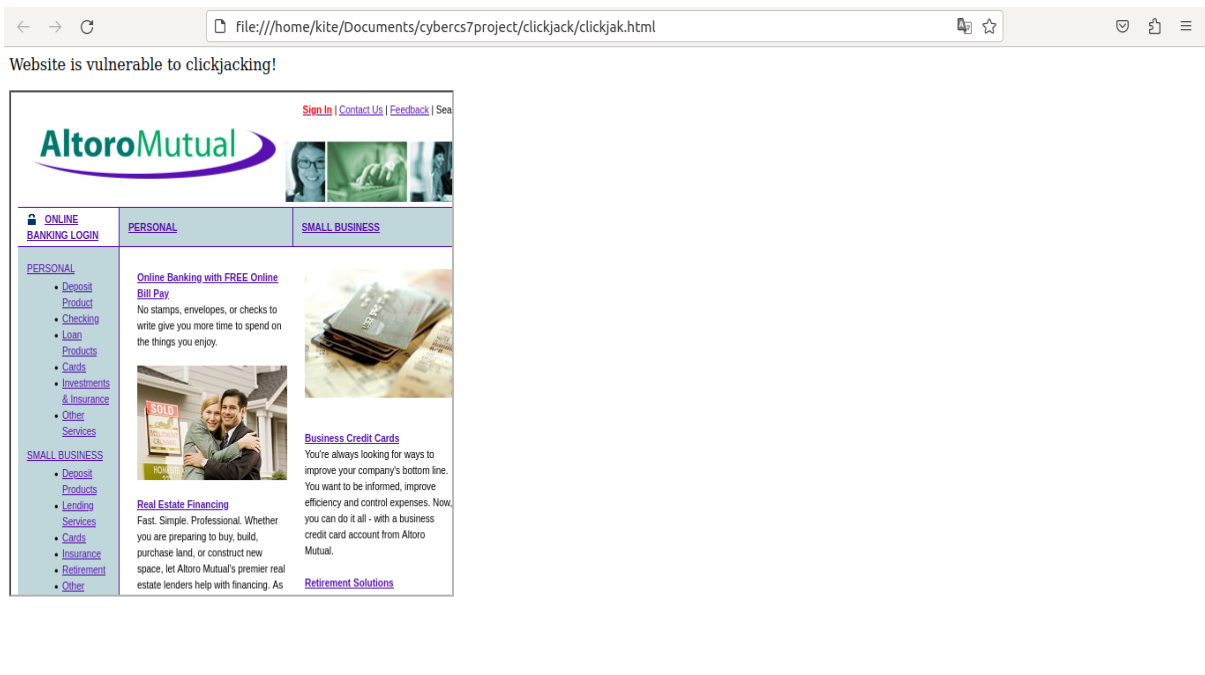 file:///home/kite/Documents/cybercs7project/clickjack/clickjak.html
Website is vulnerable to clickjacking!
Sign In | Contact Us | Feedback | Sea
AltoroMutual
ONLINE
BANKING LOGIN
PERSONAL
SMALL BUSINESS
PERSONAL
• Deposit
Product
• Checking
• Loan
Products
• Cards
• Investments
& Insurance
• Other
Services
SMALL BUSINESS
• Deposit
Products
• Lending
Services
• Cards
• Insurance
• Retirement
• Other
Online Banking with FREE Online
Bill Pay
No stamps, envelopes, or checks to
write give you more time to spend on
the things you enjoy.
SOLD
Real Estate Financing
Fast. Simple. Professional. Whether
you are preparing to buy, build,
purchase land, or construct new
space, let Altoro Mutual's premier real
estate lenders help with financing. As
Business Credit Cards
You're always looking for ways to
improve your company's bottom line.
You want to be informed, improve
efficiency and control expenses. Now,
you can do it all - with a business
credit card account from Altoro
Mutual.
Retirement Solutions